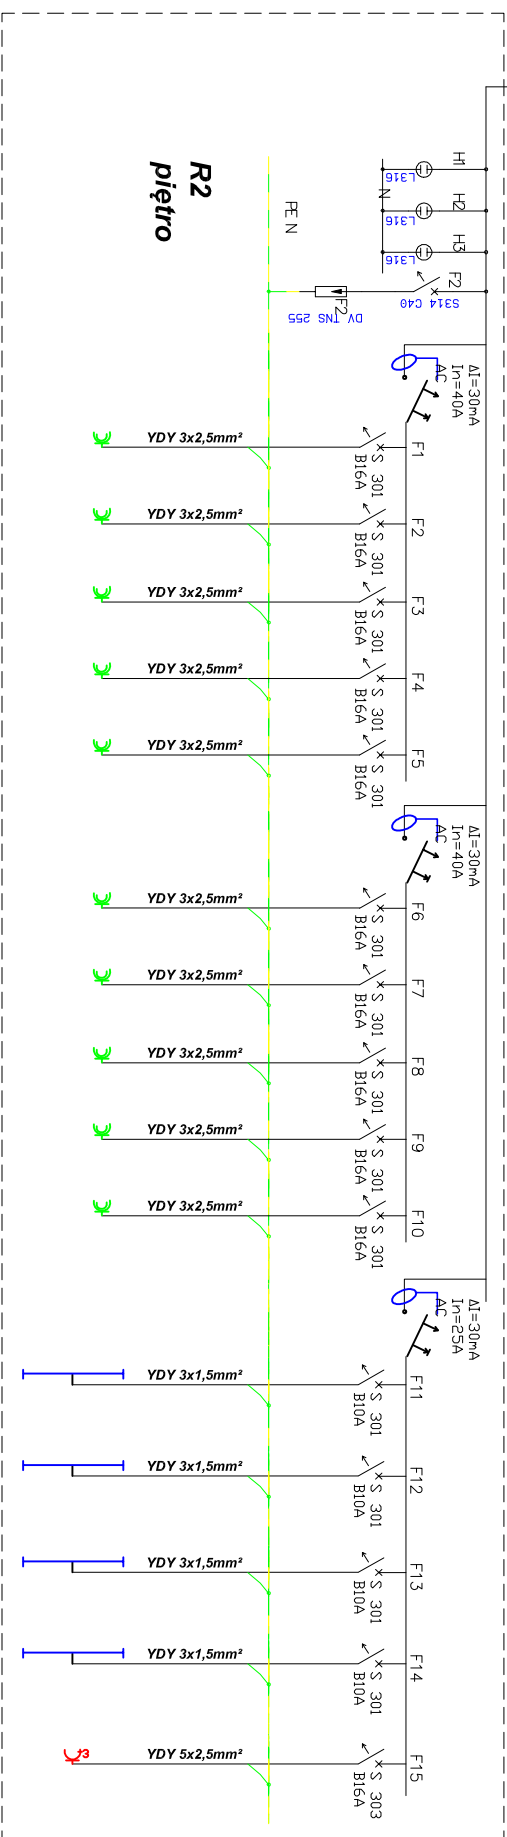 R2
piętro
PE N
N
H1
L316
H2
L316
H3
L316
F2
S314 C40
F2
DV TNS 255
ΔI=30mA
In=40A
AC
F1
S 301
B16A
YDY 3x2,5mm²
F2
S 301
B16A
YDY 3x2,5mm²
F3
S 301
B16A
YDY 3x2,5mm²
F4
S 301
B16A
YDY 3x2,5mm²
F5
S 301
B16A
YDY 3x2,5mm²
ΔI=30mA
In=40A
AC
F6
S 301
B16A
YDY 3x2,5mm²
F7
S 301
B16A
YDY 3x2,5mm²
F8
S 301
B16A
YDY 3x2,5mm²
F9
S 301
B16A
YDY 3x2,5mm²
F10
S 301
B16A
YDY 3x2,5mm²
ΔI=30mA
In=25A
AC
F11
S 301
B10A
YDY 3x1,5mm²
F12
S 301
B10A
YDY 3x1,5mm²
F13
S 301
B10A
YDY 3x1,5mm²
F14
S 301
B10A
YDY 3x1,5mm²
F15
S 303
B16A
YDY 5x2,5mm²
3